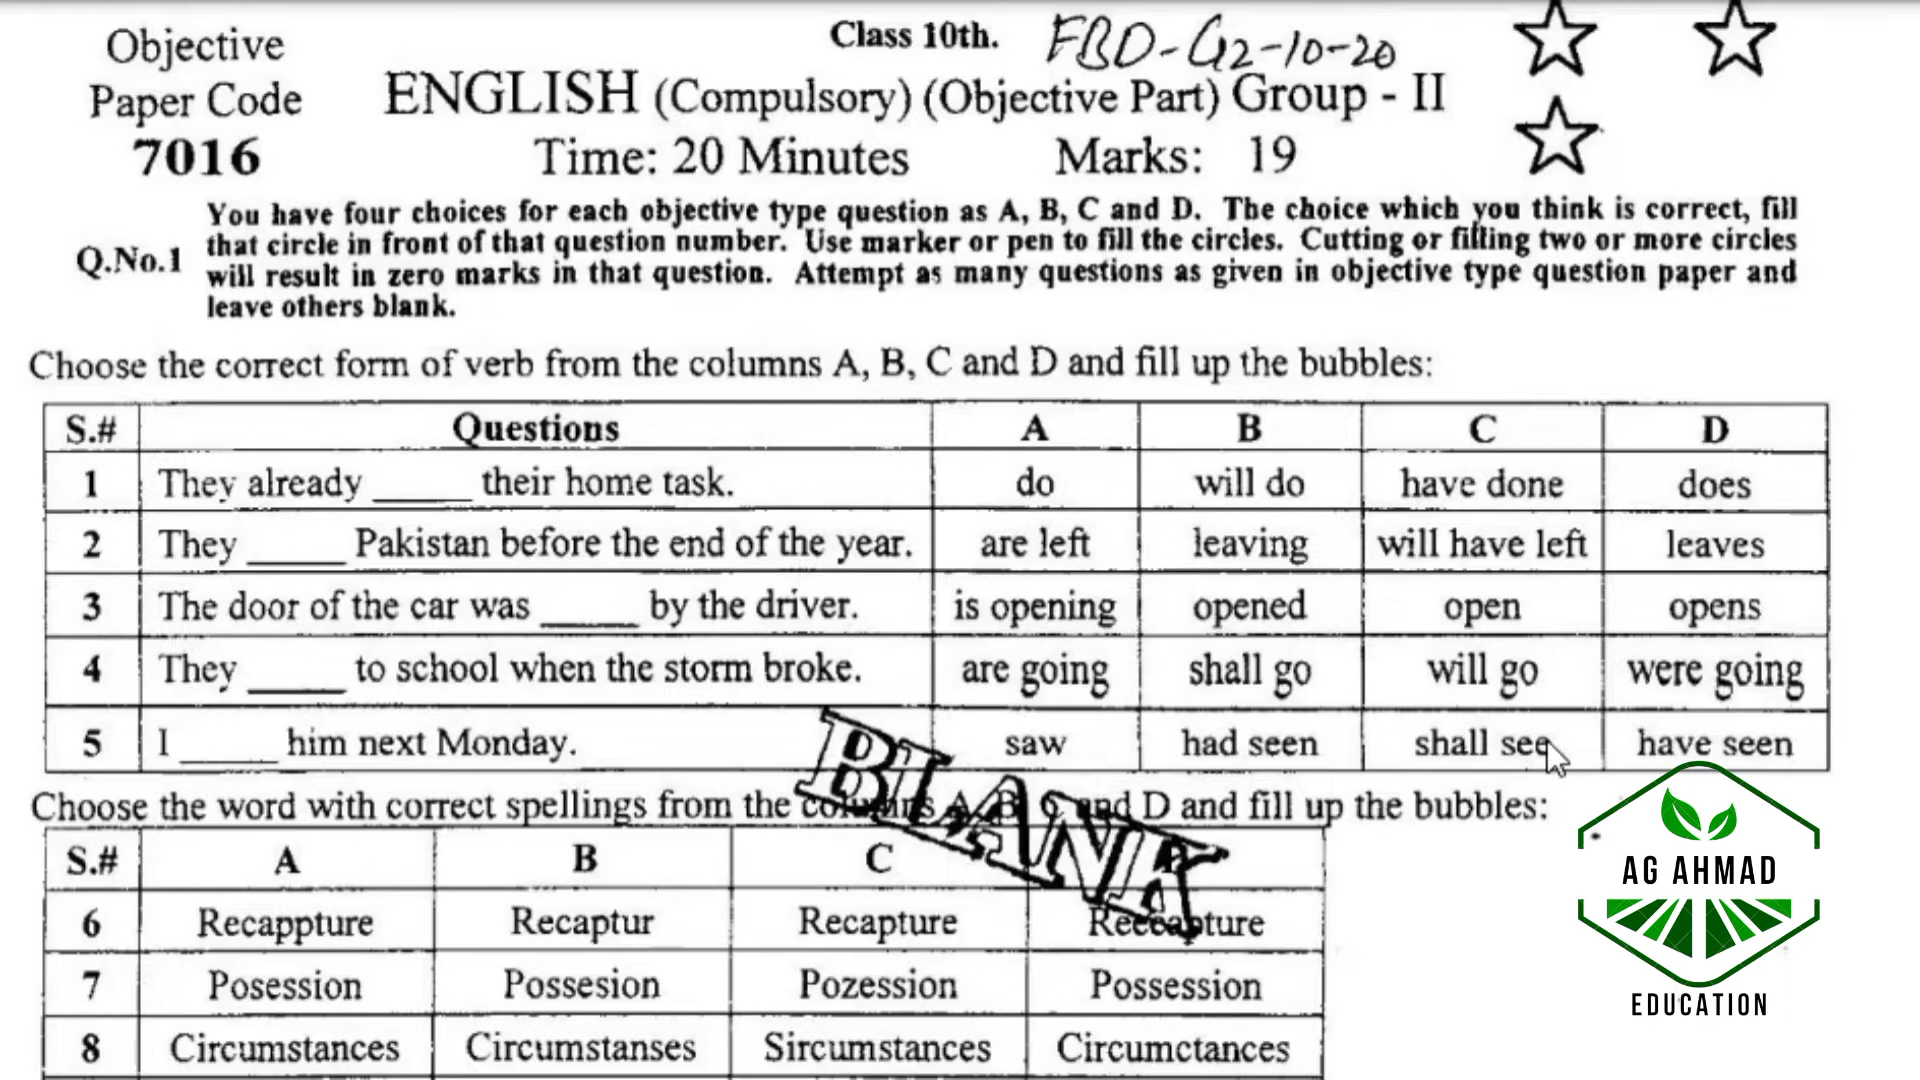 Objective
Paper Code
7016
Class 10th. FBD-G2-10-20
ENGLISH (Compulsory) (Objective Part) Group - II
Time: 20 Minutes Marks: 19
Q.No.1
You have four choices for each objective type question as A, B, C and D. The choice which you think is correct, fill
that circle in front of that question number. Use marker or pen to fill the circles. Cutting or filling two or more circles
will result in zero marks in that question. Attempt as many questions as given in objective type question paper and
leave others blank.
Choose the correct form of verb from the columns A, B, C and D and fill up the bubbles:
S.# Questions A B C D
1 They already _____ their home task. do will do have done does
2 They _____ Pakistan before the end of the year. are left leaving will have left leaves
3 The door of the car was _____ by the driver. is opening opened open opens
4 They _____ to school when the storm broke. are going shall go will go were going
5 I _____ him next Monday. saw had seen shall see have seen
BLANK
Choose the word with correct spellings from the columns A, B, C and D and fill up the bubbles:
S.# A B C
6 Recappture Recaptur Recapture Reecapture
7 Posession Possesion Pozession Possession
8 Circumstances Circumstanses Sircumstances Circumctances
AG AHMAD
EDUCATION